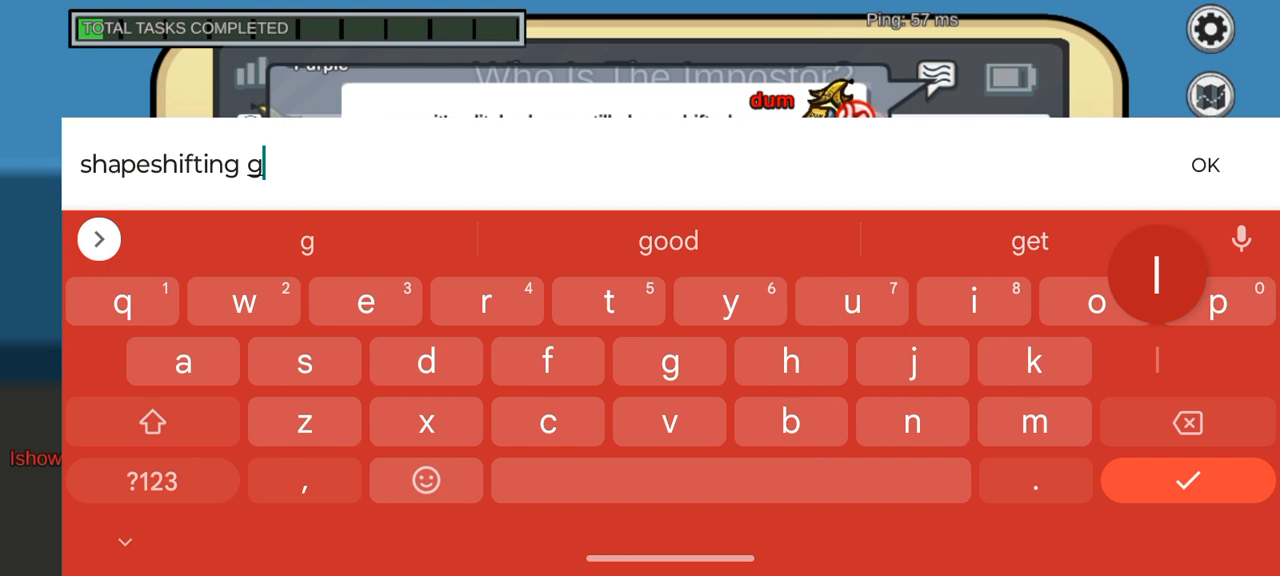 TOTAL TASKS COMPLETED
Ping: 57 ms
Purple
Who Is The Impostor?
dum
shapeshifting g
OK
g good get
l
q 1 w 2 e 3 r 4 t 5 y 6 u 7 i 8 o p 0
a s d f g h j k l
z x c v b n m
Ishow
?123 , .